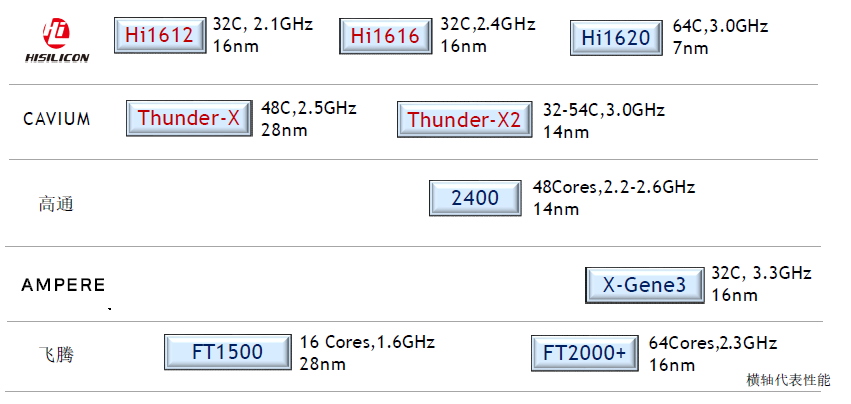 Hi
HISILICON
Hi1612
32C, 2.1GHz
16nm
Hi1616
32C,2.4GHz
16nm
Hi1620
64C,3.0GHz
7nm
CAVIUM
Thunder-X
48C,2.5GHz
28nm
Thunder-X2
32-54C,3.0GHz
14nm
高通
2400
48Cores,2.2-2.6GHz
14nm
AMPERE
X-Gene3
32C, 3.3GHz
16nm
飞腾
FT1500
16 Cores,1.6GHz
28nm
FT2000+
64Cores,2.3GHz
16nm
横轴代表性能